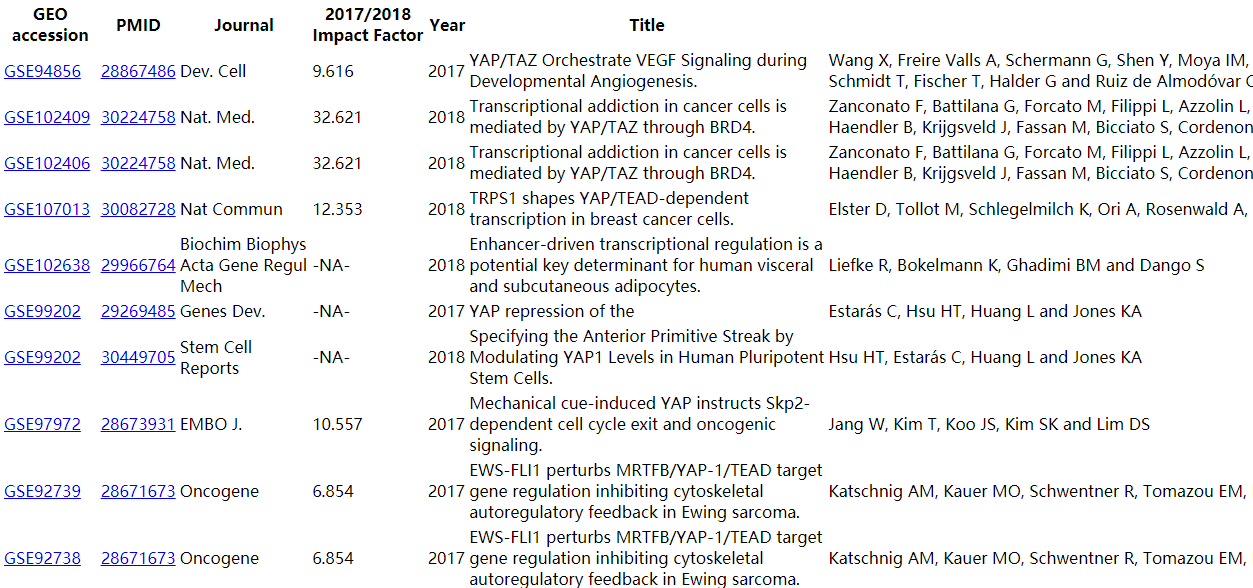 GEO accession PMID Journal 2017/2018 Impact Factor Year Title
GSE94856 28867486 Dev. Cell 9.616 2017 YAP/TAZ Orchestrate VEGF Signaling during Developmental Angiogenesis. Wang X, Freire Valls A, Schermann G, Shen Y, Moya IM, Schmidt T, Fischer T, Halder G and Ruiz de Almodóvar C
GSE102409 30224758 Nat. Med. 32.621 2018 Transcriptional addiction in cancer cells is mediated by YAP/TAZ through BRD4. Zanconato F, Battilana G, Forcato M, Filippi L, Azzolin L, Haendler B, Krijgsveld J, Fassan M, Bicciato S, Cordenon
GSE102406 30224758 Nat. Med. 32.621 2018 Transcriptional addiction in cancer cells is mediated by YAP/TAZ through BRD4. Zanconato F, Battilana G, Forcato M, Filippi L, Azzolin L, Haendler B, Krijgsveld J, Fassan M, Bicciato S, Cordenon
GSE107013 30082728 Nat Commun 12.353 2018 TRPS1 shapes YAP/TEAD-dependent transcription in breast cancer cells. Elster D, Tollot M, Schlegelmilch K, Ori A, Rosenwald A,
GSE102638 29966764 Biochim Biophys Acta Gene Regul Mech -NA- 2018 Enhancer-driven transcriptional regulation is a potential key determinant for human visceral and subcutaneous adipocytes. Liefke R, Bokelmann K, Ghadimi BM and Dango S
GSE99202 29269485 Genes Dev. -NA- 2017 YAP repression of the Estarás C, Hsu HT, Huang L and Jones KA
GSE99202 30449705 Stem Cell Reports -NA- 2018 Specifying the Anterior Primitive Streak by Modulating YAP1 Levels in Human Pluripotent Stem Cells. Hsu HT, Estarás C, Huang L and Jones KA
GSE97972 28673931 EMBO J. 10.557 2017 Mechanical cue-induced YAP instructs Skp2-dependent cell cycle exit and oncogenic signaling. Jang W, Kim T, Koo JS, Kim SK and Lim DS
GSE92739 28671673 Oncogene 6.854 2017 EWS-FLI1 perturbs MRTFB/YAP-1/TEAD target gene regulation inhibiting cytoskeletal autoregulatory feedback in Ewing sarcoma. Katschnig AM, Kauer MO, Schwentner R, Tomazou EM,
GSE92738 28671673 Oncogene 6.854 2017 EWS-FLI1 perturbs MRTFB/YAP-1/TEAD target gene regulation inhibiting cytoskeletal autoregulatory feedback in Ewing sarcoma. Katschnig AM, Kauer MO, Schwentner R, Tomazou EM,